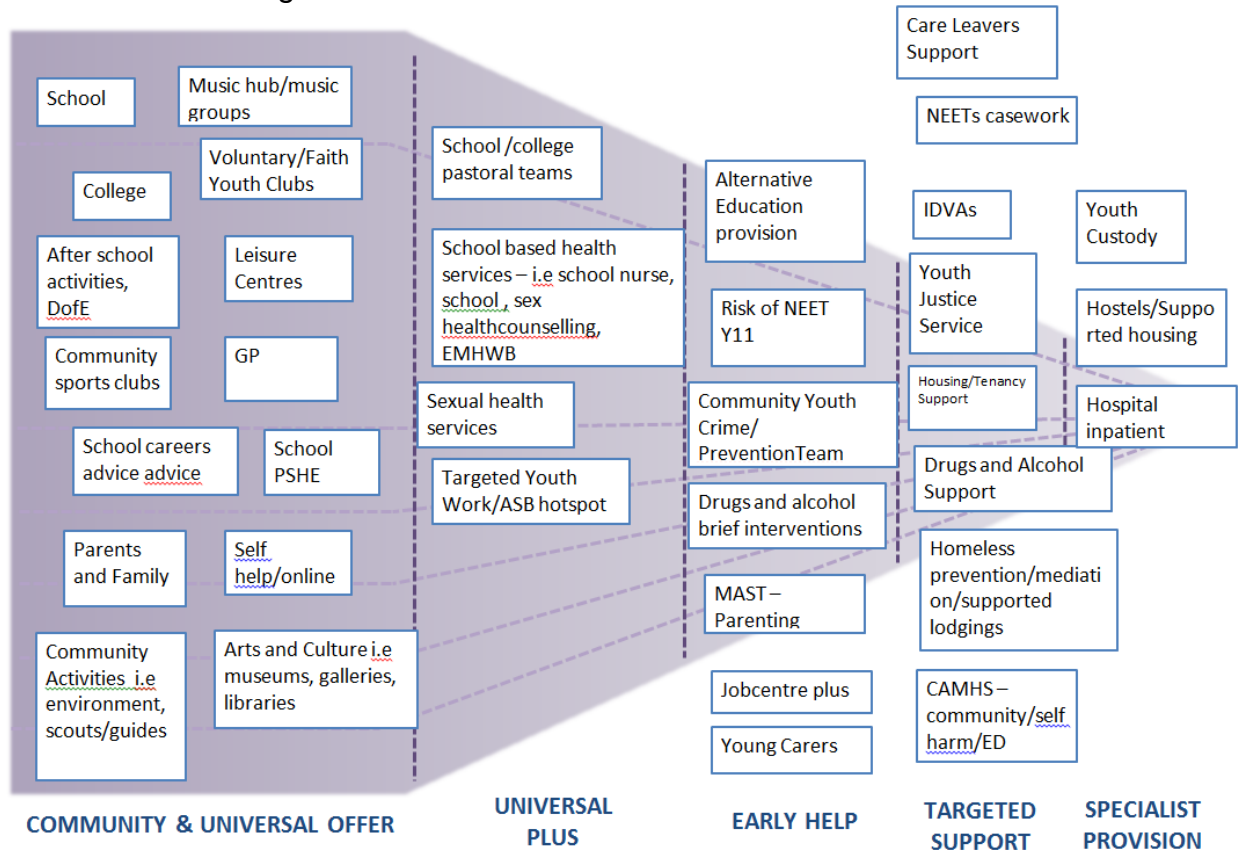 School
Music hub/music
groups
Voluntary/Faith
Youth Clubs
College
After school
activities,
DofE
Leisure
Centres
Community
sports clubs
GP
School careers
advice advice
School
PSHE
Parents
and Family
Self
help/online
Community
Activities i.e
environment,
scouts/guides
Arts and Culture i.e
museums, galleries,
libraries
School /college
pastoral teams
School based health
services – i.e school nurse,
school , sex
healthcounselling,
EMHWB
Sexual health
services
Targeted Youth
Work/ASB hotspot
Alternative
Education
provision
Risk of NEET
Y11
Community Youth
Crime/
PreventionTeam
Drugs and alcohol
brief interventions
MAST –
Parenting
Jobcentre plus
Young Carers
Care Leavers
Support
NEETs casework
IDVAs
Youth
Justice
Service
Housing/Tenancy
Support
Drugs and Alcohol
Support
Homeless
prevention/mediati
on/supported
lodgings
CAMHS –
community/self
harm/ED
Youth
Custody
Hostels/Suppo
rted housing
Hospital
inpatient
COMMUNITY & UNIVERSAL OFFER
UNIVERSAL
PLUS
EARLY HELP
TARGETED
SUPPORT
SPECIALIST
PROVISION